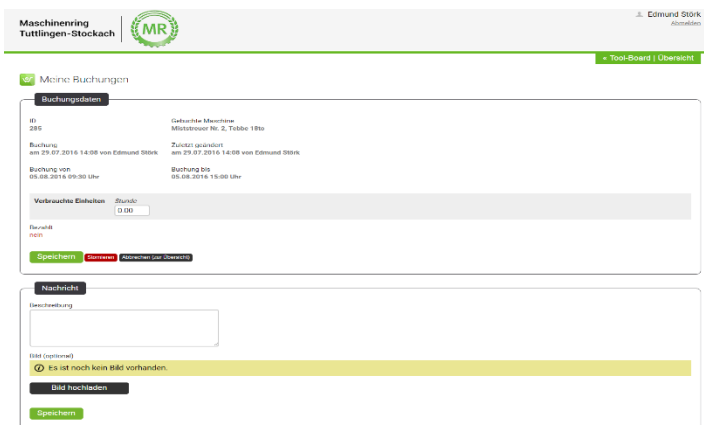 Edmund Störk
Abmelden
Maschinenring
Tuttlingen-Stockach
MR
» Tool-Board | Übersicht
Meine Buchungen
Buchungsdaten
ID
285
Gebuchte Maschine
Miststreuer Nr. 2, Tebbe 18to
Buchung
am 29.07.2016 14:08 von Edmund Störk
Zuletzt geändert
am 29.07.2016 14:08 von Edmund Störk
Buchung von
05.08.2016 09:30 Uhr
Buchung bis
05.08.2016 15:00 Uhr
Verbrauchte Einheiten
Stunde
0.00
Bezahlt
nein
Speichern
Stornieren
Abbrechen (zur Übersicht)
Nachricht
Beschreibung
Bild (optional)
Es ist noch kein Bild vorhanden.
Bild hochladen
Speichern